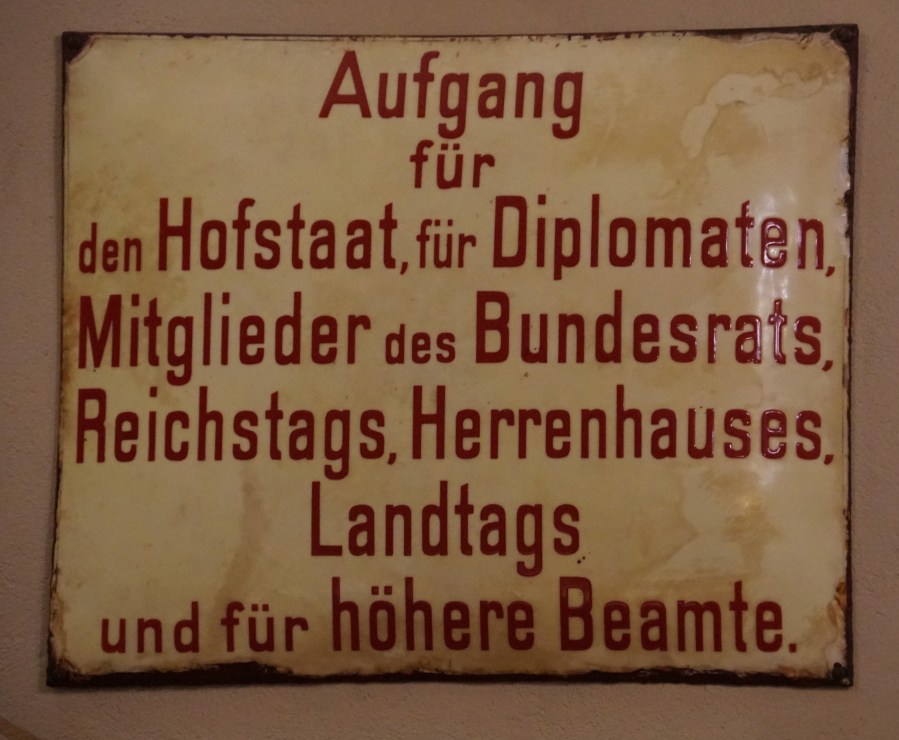 Aufgang
für
den Hofstaat, für Diplomaten,
Mitglieder des Bundesrats,
Reichstags, Herrenhauses,
Landtags
und für höhere Beamte.